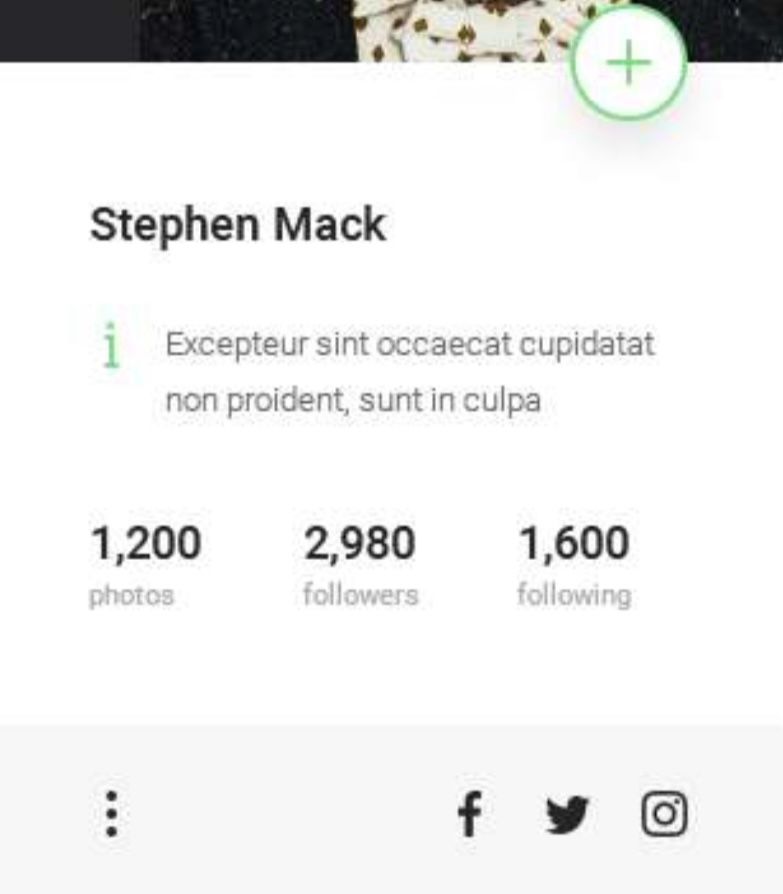 Stephen Mack
i Excepteur sint occaecat cupidatat
non proident, sunt in culpa
1,200 2,980 1,600
photos followers following